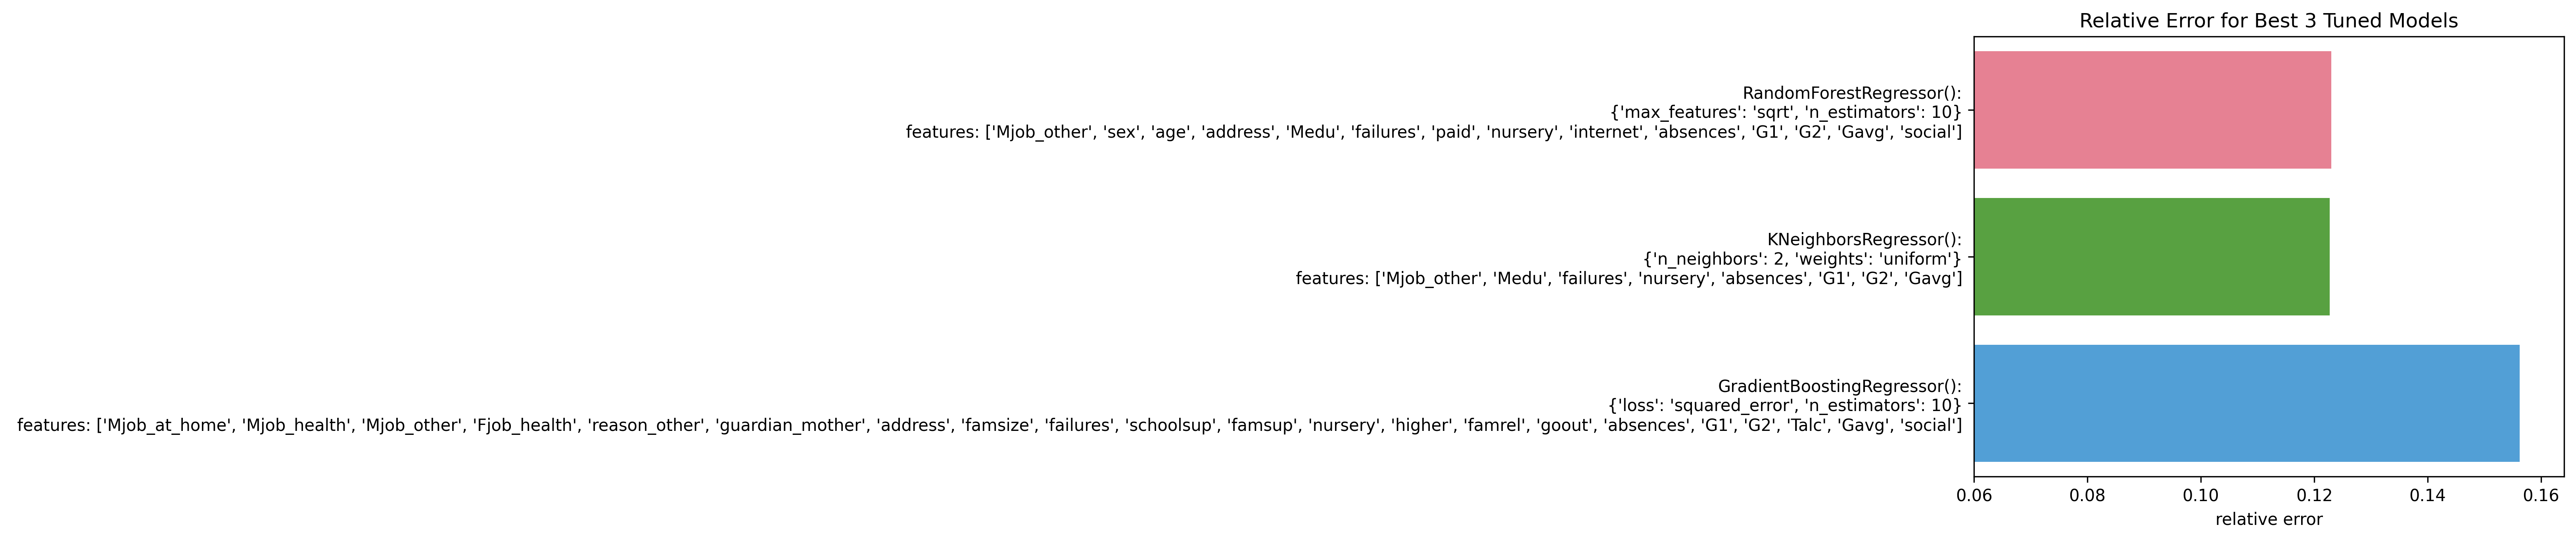 Relative Error for Best 3 Tuned Models
RandomForestRegressor():
{'max_features': 'sqrt', 'n_estimators': 10}
features: ['Mjob_other', 'sex', 'age', 'address', 'Medu', 'failures', 'paid', 'nursery', 'internet', 'absences', 'G1', 'G2', 'Gavg', 'social']
KNeighborsRegressor():
{'n_neighbors': 2, 'weights': 'uniform'}
features: ['Mjob_other', 'Medu', 'failures', 'nursery', 'absences', 'G1', 'G2', 'Gavg']
GradientBoostingRegressor():
{'loss': 'squared_error', 'n_estimators': 10}
features: ['Mjob_at_home', 'Mjob_health', 'Mjob_other', 'Fjob_health', 'reason_other', 'guardian_mother', 'address', 'famsize', 'failures', 'schoolsup', 'famsup', 'nursery', 'higher', 'famrel', 'goout', 'absences', 'G1', 'G2', 'Talc', 'Gavg', 'social']
0.06 0.08 0.10 0.12 0.14 0.16
relative error